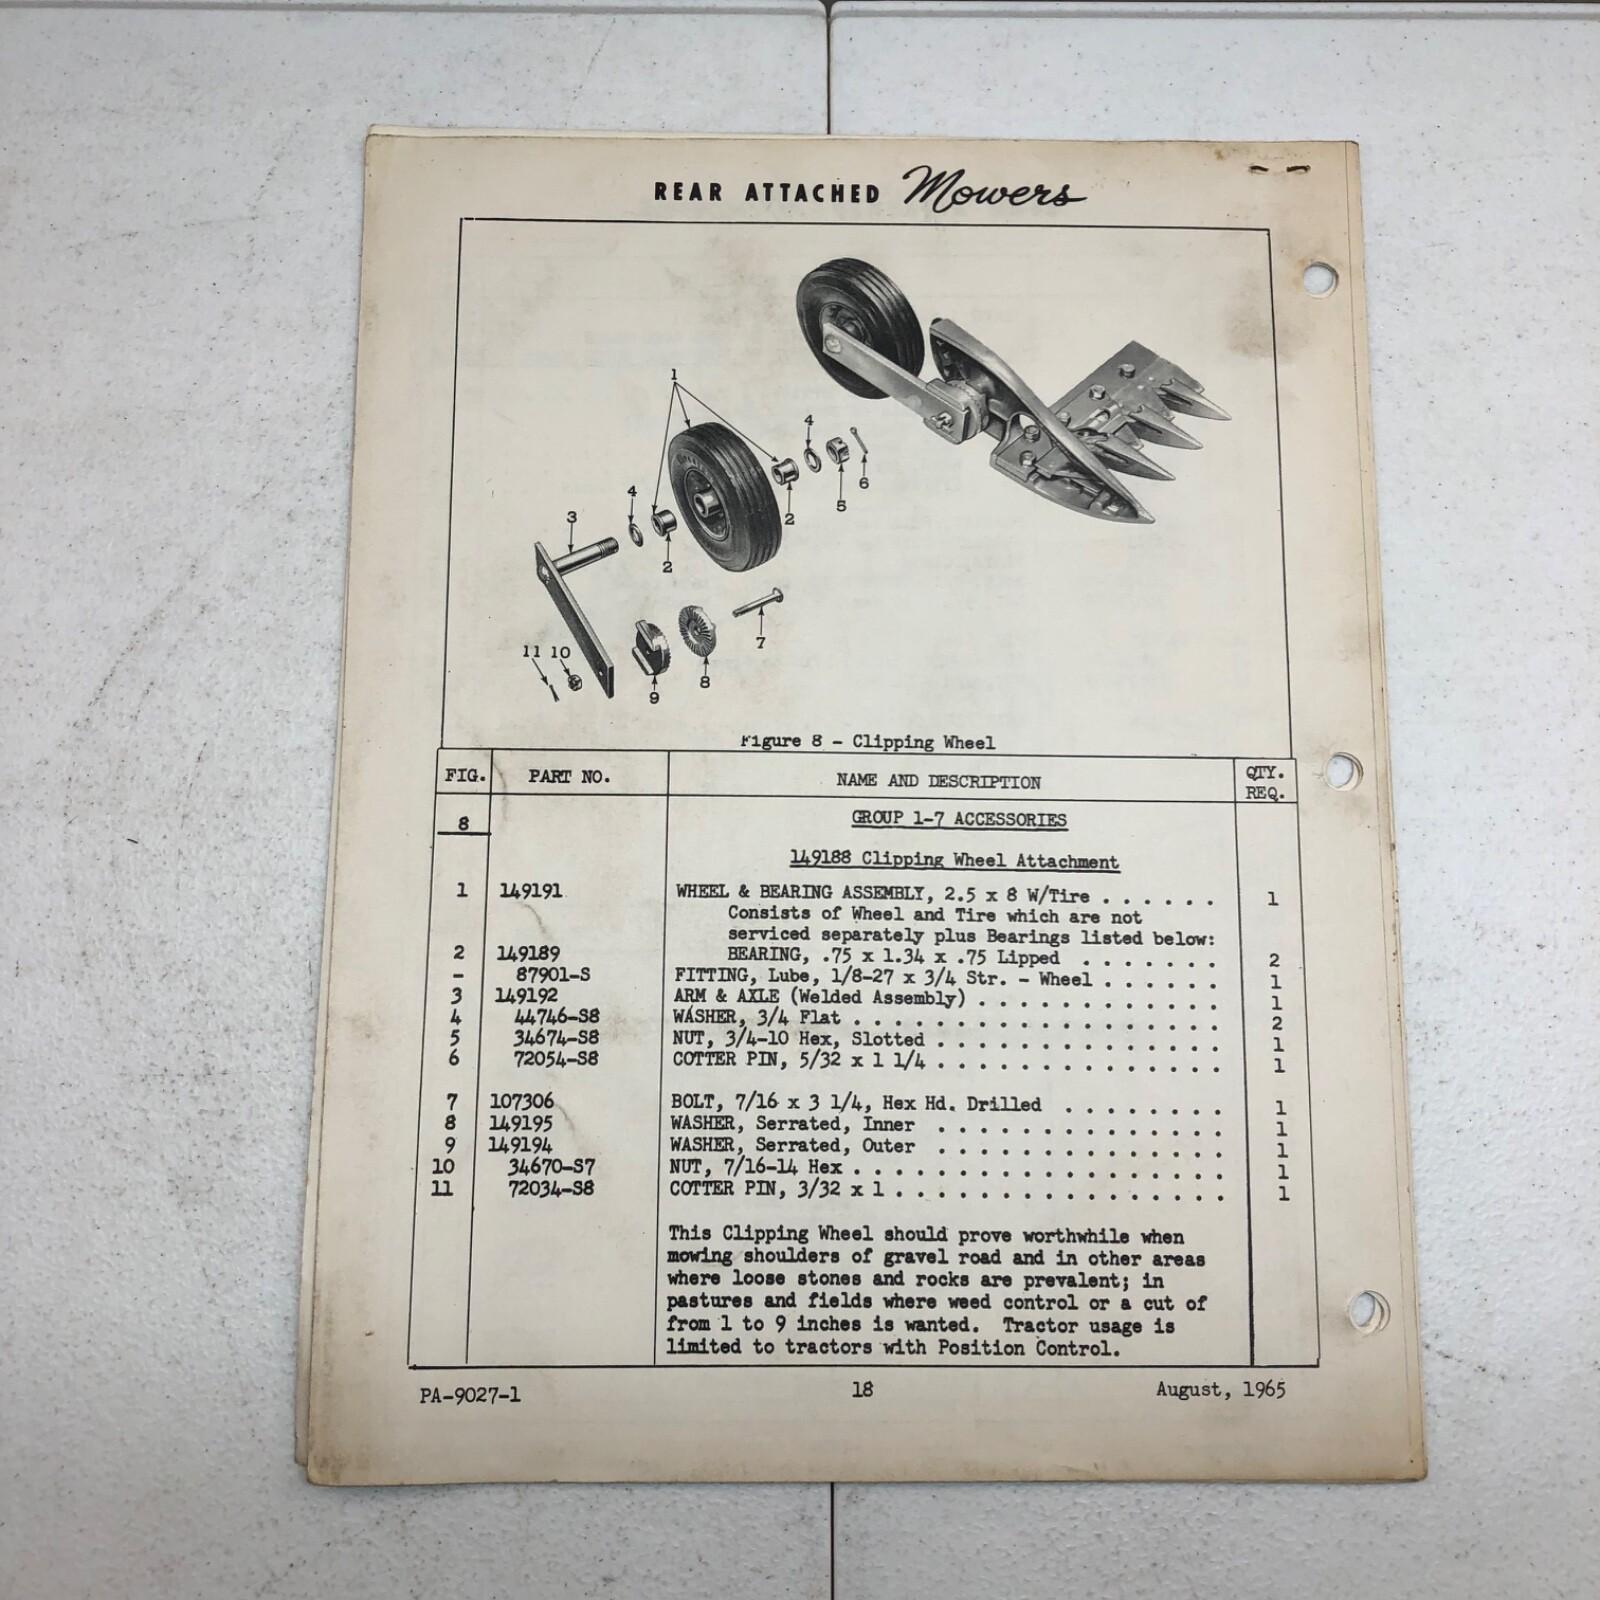 REAR ATTACHED Mowers
1
4
4
5
6
2
3
2
7
11 10
8
9
Figure 8 - Clipping Wheel
FIG. PART NO. NAME AND DESCRIPTION QTY. REQ.
8 GROUP 1-7 ACCESSORIES
149188 Clipping Wheel Attachment
1 149191 WHEEL & BEARING ASSEMBLY, 2.5 x 8 W/Tire . . . . . . 1
Consists of Wheel and Tire which are not
serviced separately plus Bearings listed below:
2 149189 BEARING, .75 x 1.34 x .75 Lipped . . . . . . . 2
- 87901-S FITTING, Lube, 1/8-27 x 3/4 Str. - Wheel . . . . . . 1
3 149192 ARM & AXLE (Welded Assembly) . . . . . . . . . . . . 1
4 44746-S8 WASHER, 3/4 Flat . . . . . . . . . . . . . . . . . . 2
5 34674-S8 NUT, 3/4-10 Hex, Slotted . . . . . . . . . . . . . . 1
6 72054-S8 COTTER PIN, 5/32 x 1 1/4 . . . . . . . . . . . . . . 1
7 107306 BOLT, 7/16 x 3 1/4, Hex Hd. Drilled . . . . . . . . 1
8 149195 WASHER, Serrated, Inner . . . . . . . . . . . . . . 1
9 149194 WASHER, Serrated, Outer . . . . . . . . . . . . . . 1
10 34670-S7 NUT, 7/16-14 Hex . . . . . . . . . . . . . . . . . . 1
11 72034-S8 COTTER PIN, 3/32 x 1 . . . . . . . . . . . . . . . . 1
This Clipping Wheel should prove worthwhile when
mowing shoulders of gravel road and in other areas
where loose stones and rocks are prevalent; in
pastures and fields where weed control or a cut of
from 1 to 9 inches is wanted. Tractor usage is
limited to tractors with Position Control.
PA-9027-1 18 August, 1965